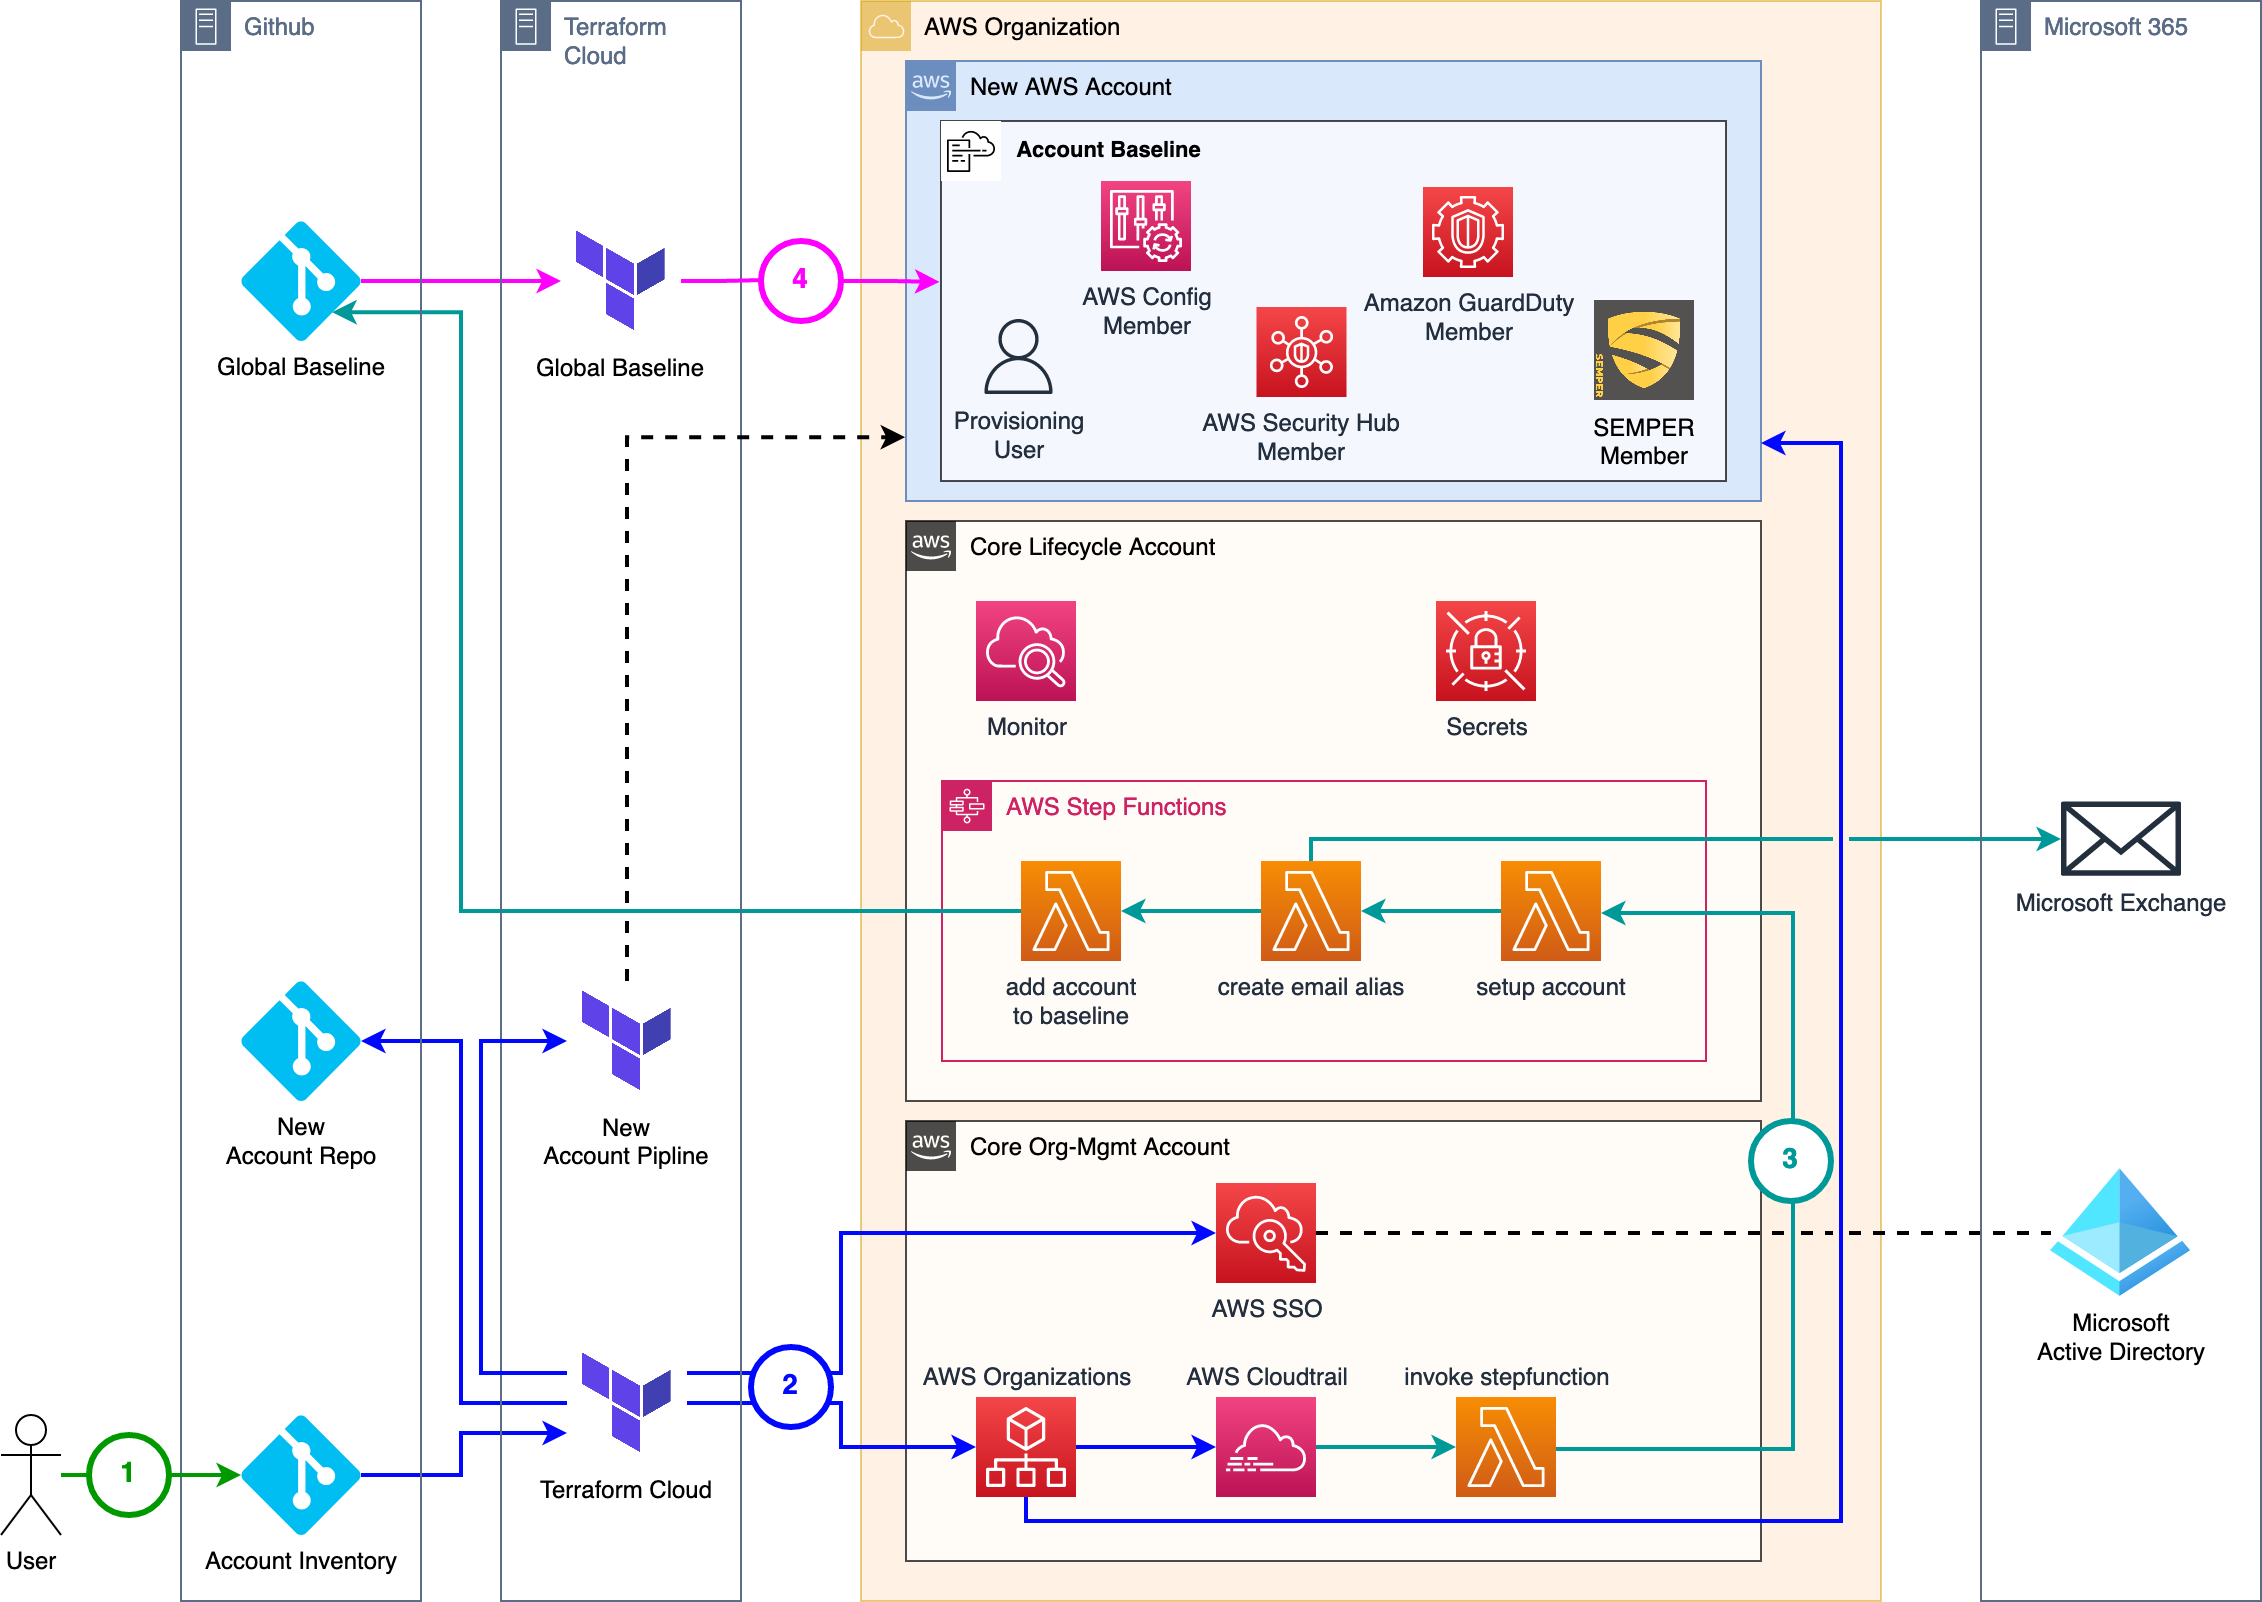 Github
Terraform
Cloud
AWS Organization
Microsoft 365
aws
New AWS Account
Account Baseline
AWS Config
Member
Amazon GuardDuty
Member
Provisioning
User
AWS Security Hub
Member
SEMPER
SEMPER
Member
Global Baseline
Global Baseline
4
aws
Core Lifecycle Account
Monitor
Secrets
AWS Step Functions
add account
to baseline
create email alias
setup account
Microsoft Exchange
New
Account Repo
New
Account Pipline
aws
Core Org-Mgmt Account
3
AWS SSO
Microsoft
Active Directory
AWS Organizations
AWS Cloudtrail
invoke stepfunction
2
Terraform Cloud
1
User
Account Inventory